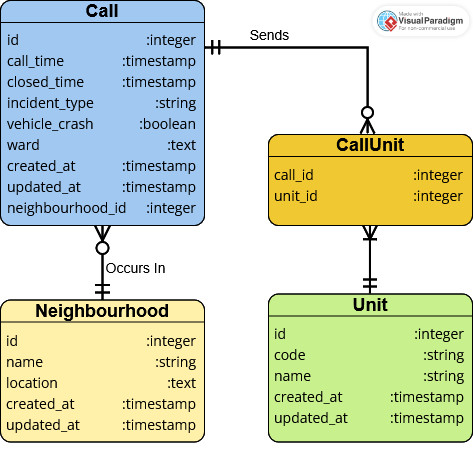 Call
id :integer
call_time :timestamp
closed_time :timestamp
incident_type :string
vehicle_crash :boolean
ward :text
created_at :timestamp
updated_at :timestamp
neighbourhood_id :integer
Made with
VisualParadigm
For non-commercial use
Sends
CallUnit
call_id :integer
unit_id :integer
Occurs In
Neighbourhood
id :integer
name :string
location :text
created_at :timestamp
updated_at :timestamp
Unit
id :integer
code :string
name :string
created_at :timestamp
updated_at :timestamp